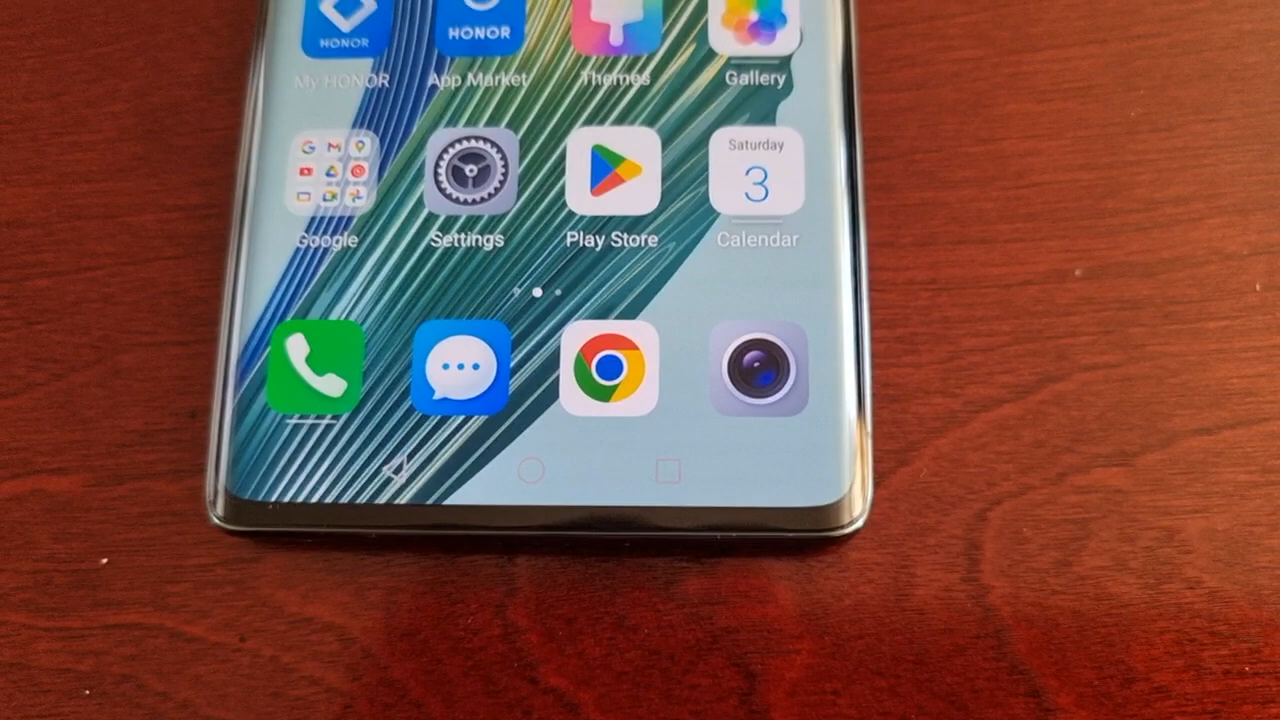 HONOR
HONOR
My HONOR
App Market
Themes
Gallery
Saturday
3
Google
Settings
Play Store
Calendar